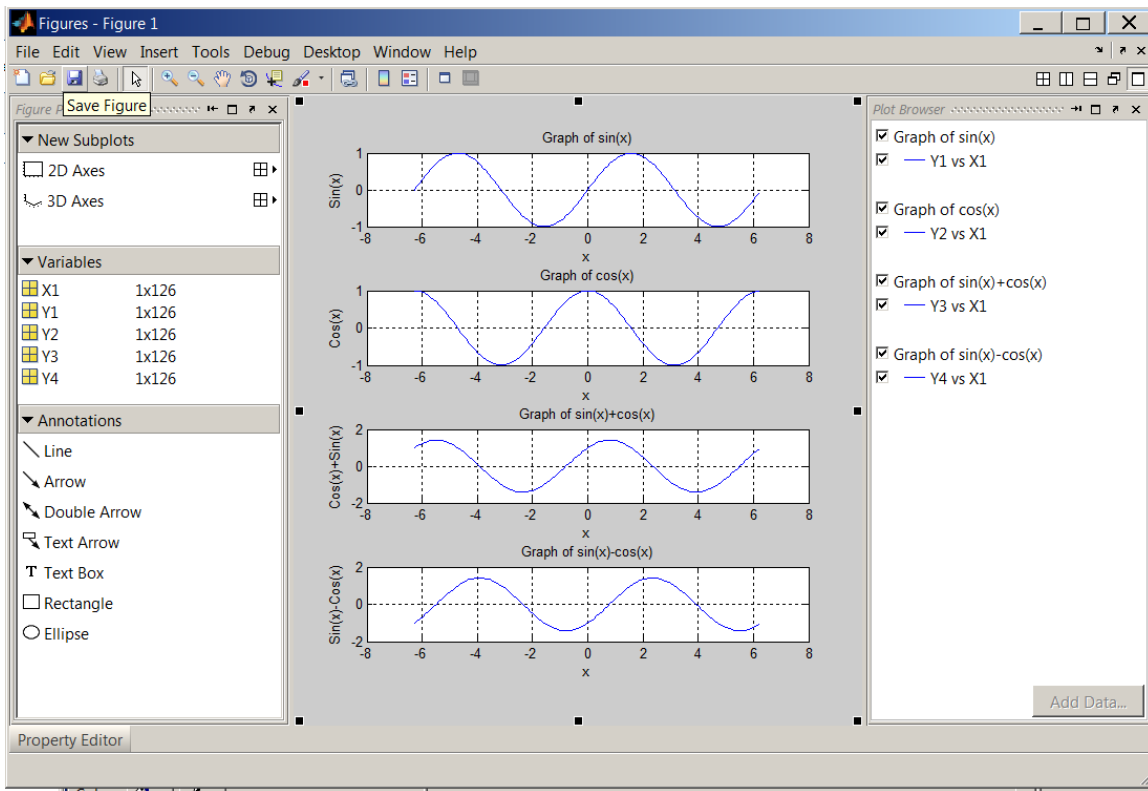 Figures - Figure 1
File Edit View Insert Tools Debug Desktop Window Help
Save Figure
Figure P
New Subplots
2D Axes
3D Axes
Variables
X1 1x126
Y1 1x126
Y2 1x126
Y3 1x126
Y4 1x126
Annotations
Line
Arrow
Double Arrow
Text Arrow
T Text Box
Rectangle
Ellipse
Graph of sin(x)
Sin(x)
1
0
-1
-8 -6 -4 -2 0 2 4 6 8
x
Graph of cos(x)
Cos(x)
1
0
-1
-8 -6 -4 -2 0 2 4 6 8
x
Graph of sin(x)+cos(x)
Cos(x)+Sin(x)
2
0
-2
-8 -6 -4 -2 0 2 4 6 8
x
Graph of sin(x)-cos(x)
Sin(x)-Cos(x)
2
0
-2
-8 -6 -4 -2 0 2 4 6 8
x
Plot Browser
Graph of sin(x)
Y1 vs X1
Graph of cos(x)
Y2 vs X1
Graph of sin(x)+cos(x)
Y3 vs X1
Graph of sin(x)-cos(x)
Y4 vs X1
Add Data...
Property Editor